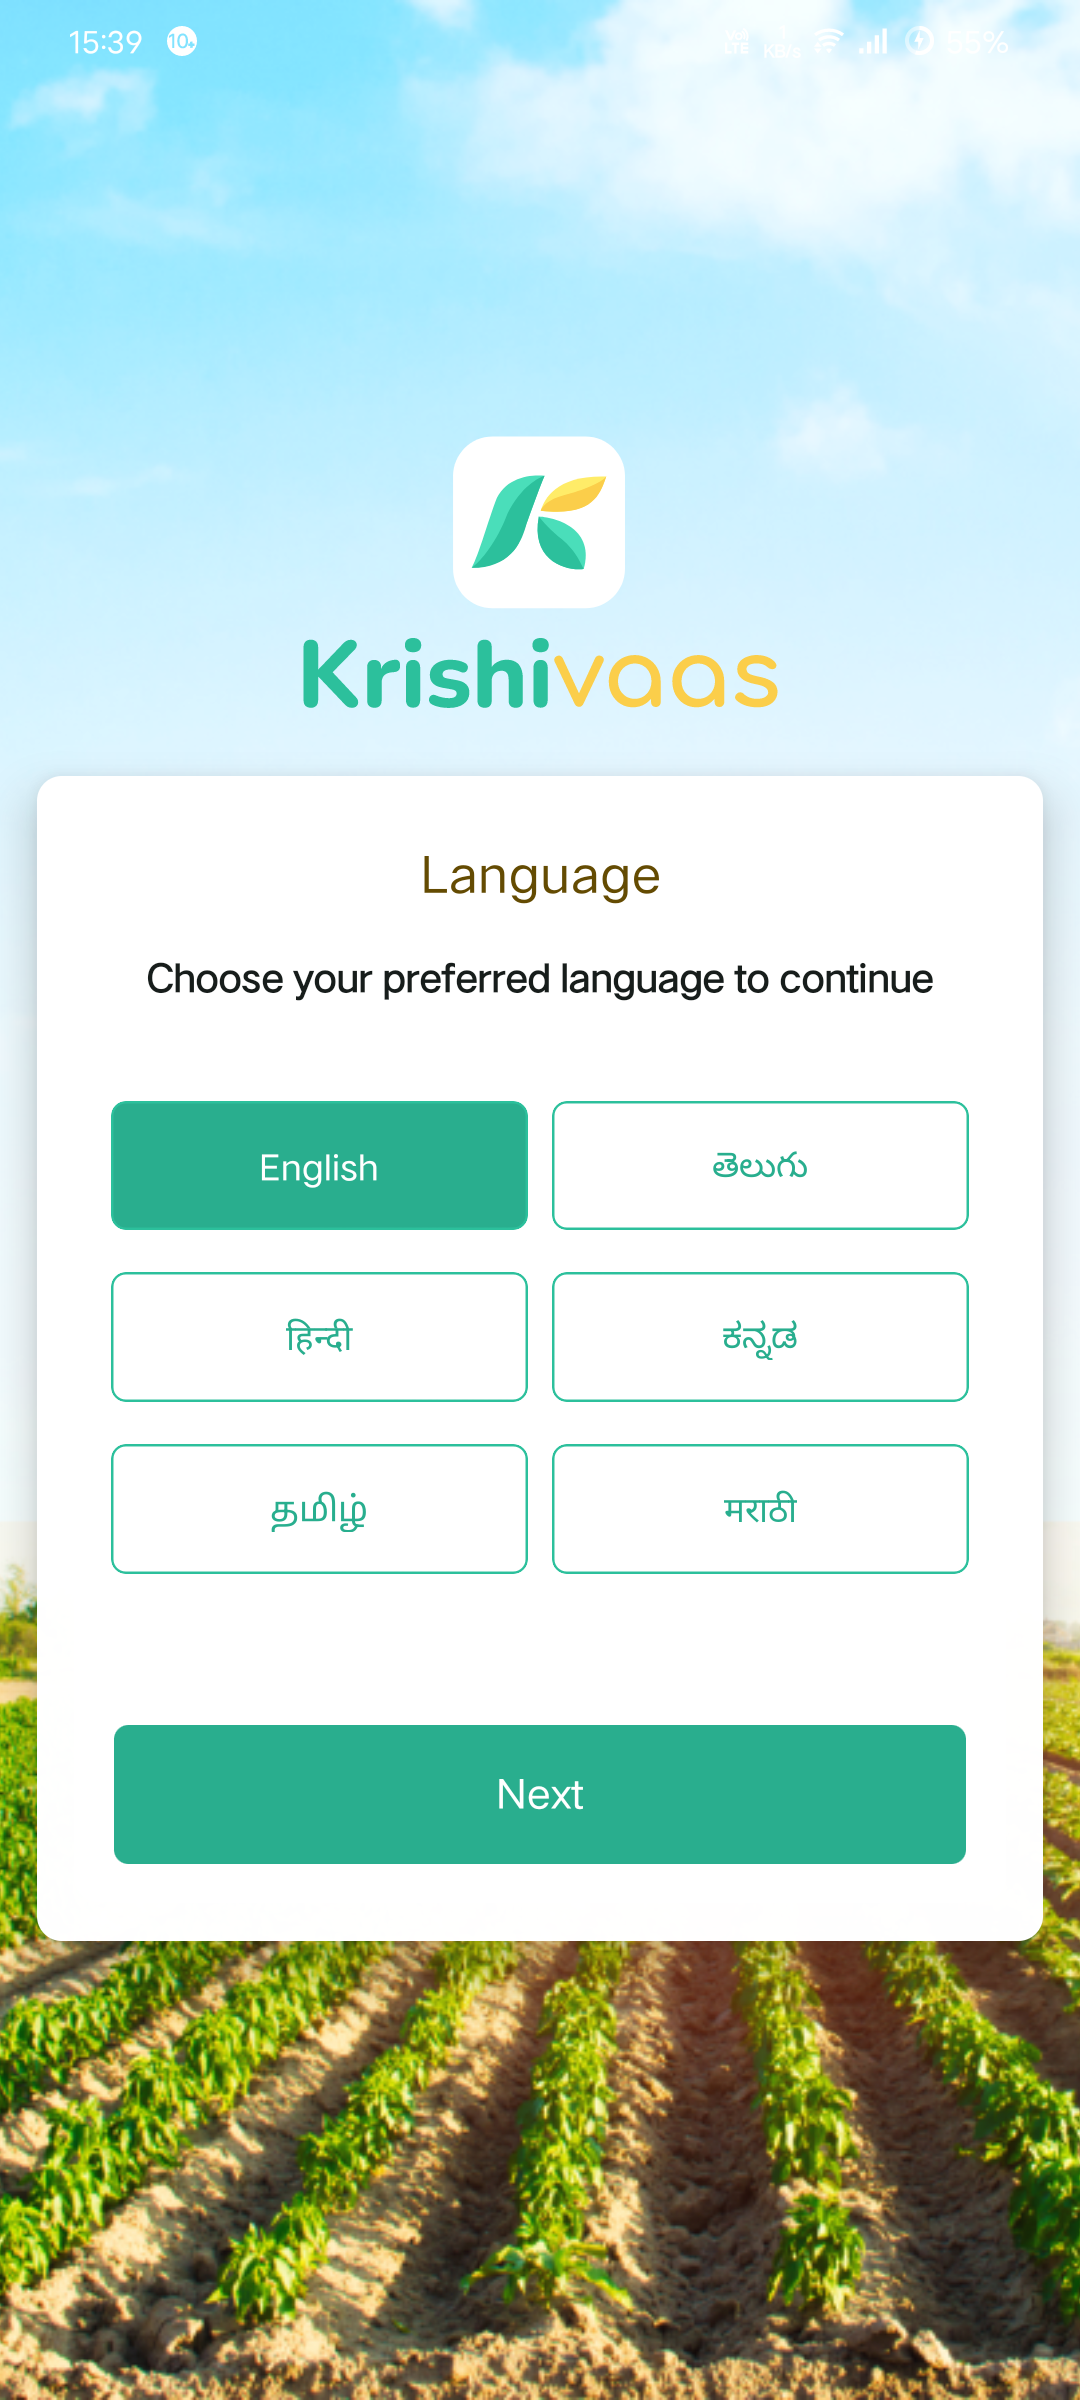 15:39 10+ Vo)) LTE KB/s 55%
Krishivaas
Language
Choose your preferred language to continue
English తెలుగు
हिन्दी ಕನ್ನಡ
தமிழ் मराठी
Next